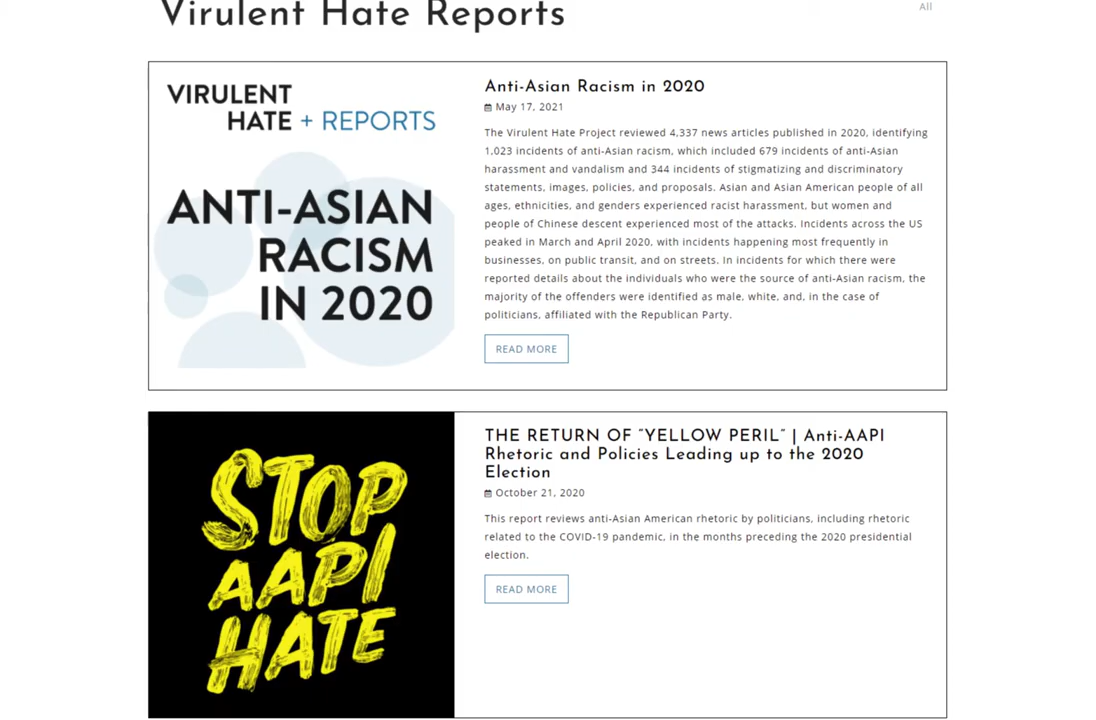 Virulent Hate Reports
All
VIRULENT
HATE + REPORTS
ANTI-ASIAN
RACISM
IN 2020
Anti-Asian Racism in 2020
May 17, 2021
The Virulent Hate Project reviewed 4,337 news articles published in 2020, identifying
1,023 incidents of anti-Asian racism, which included 679 incidents of anti-Asian
harassment and vandalism and 344 incidents of stigmatizing and discriminatory
statements, images, policies, and proposals. Asian and Asian American people of all
ages, ethnicities, and genders experienced racist harassment, but women and
people of Chinese descent experienced most of the attacks. Incidents across the US
peaked in March and April 2020, with incidents happening most frequently in
businesses, on public transit, and on streets. In incidents for which there were
reported details about the individuals who were the source of anti-Asian racism, the
majority of the offenders were identified as male, white, and, in the case of
politicians, affiliated with the Republican Party.
READ MORE
STOP
AAPI
HATE
THE RETURN OF “YELLOW PERIL” | Anti-AAPI
Rhetoric and Policies Leading up to the 2020
Election
October 21, 2020
This report reviews anti-Asian American rhetoric by politicians, including rhetoric
related to the COVID-19 pandemic, in the months preceding the 2020 presidential
election.
READ MORE